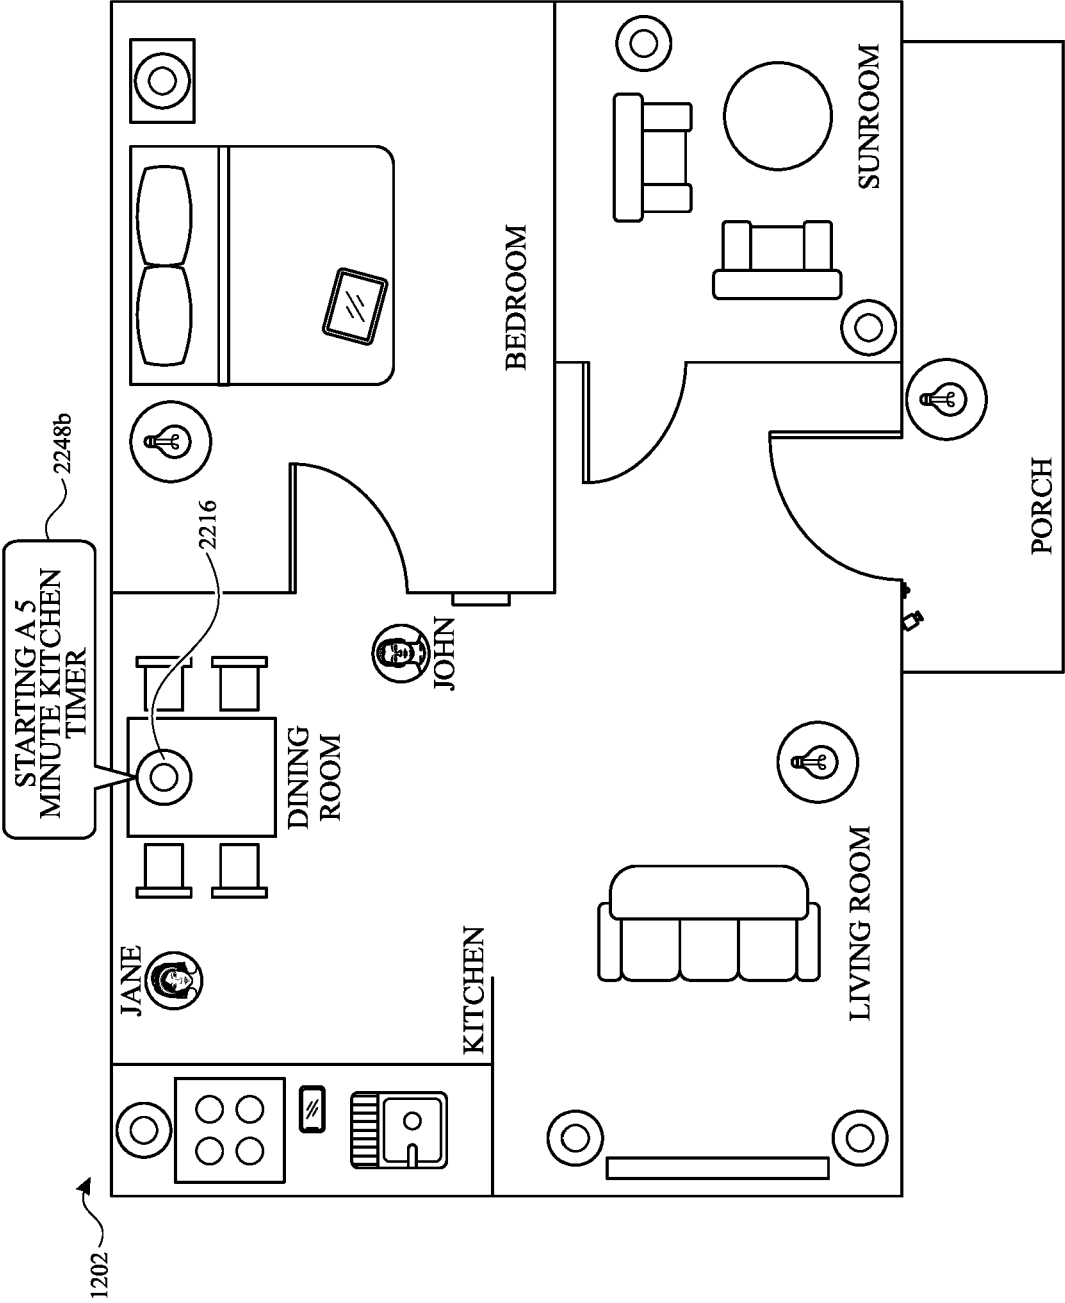 1202
STARTING A 5
MINUTE KITCHEN
TIMER
2248b
2216
JANE
DINING
ROOM
JOHN
BEDROOM
KITCHEN
LIVING ROOM
SUNROOM
PORCH